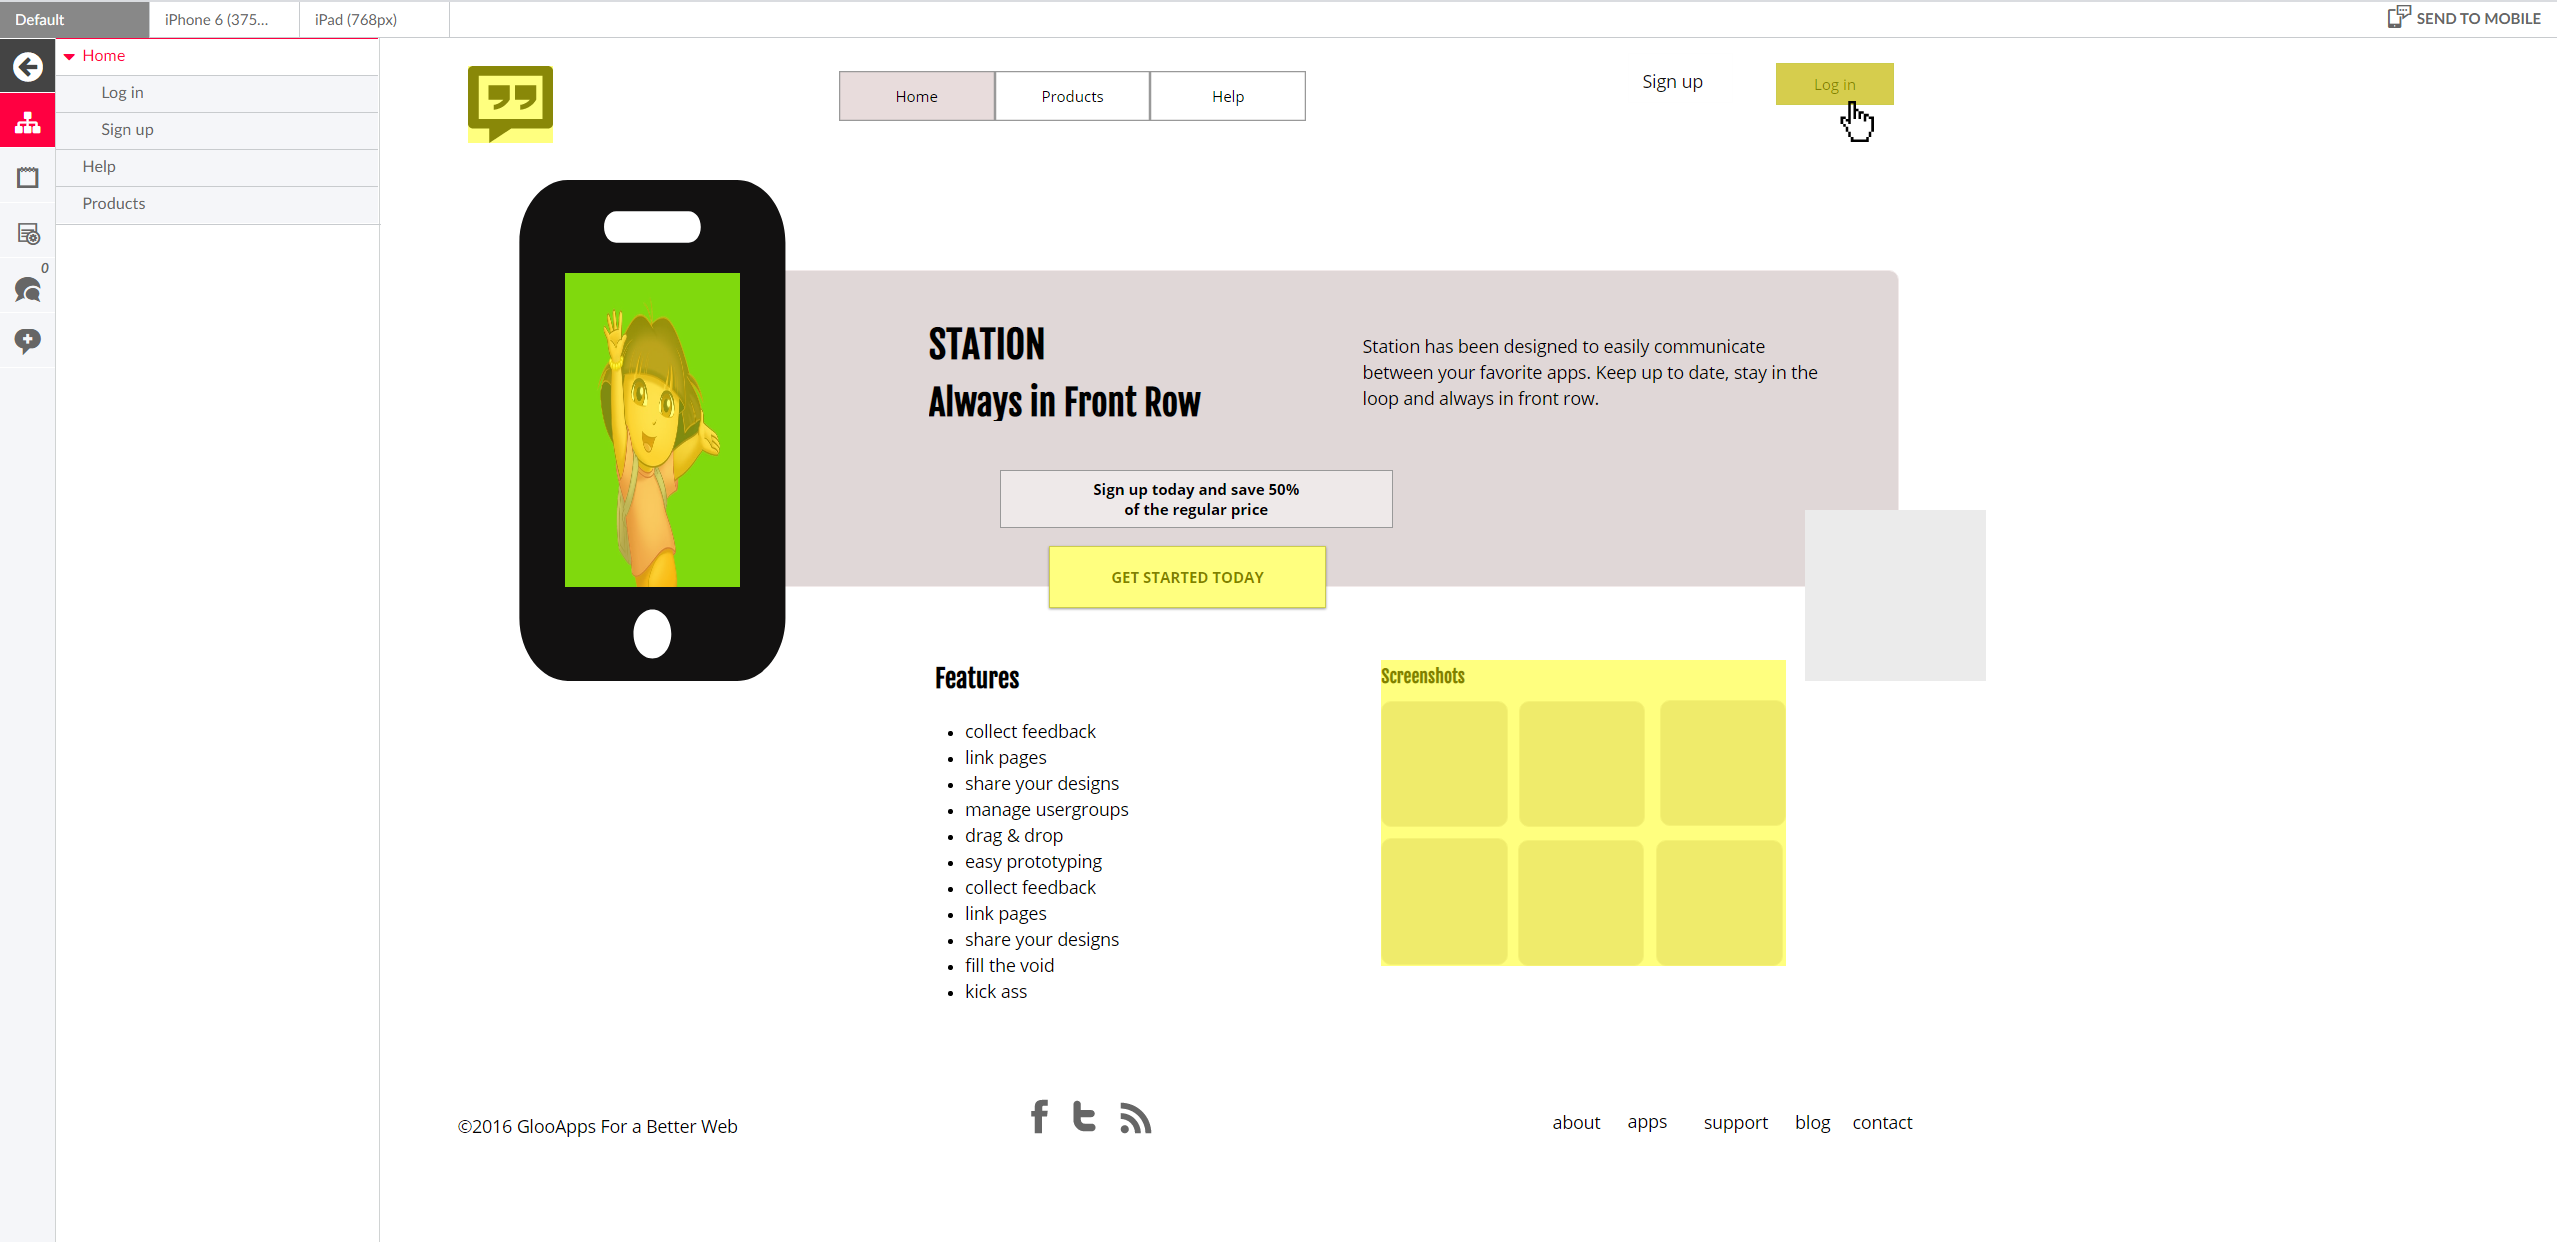 Default
iPhone 6 (375...
iPad (768px)
SEND TO MOBILE
Home
Log in
Sign up
Help
Products
0
Home
Products
Help
Sign up
Log in
STATION
Always in Front Row
Station has been designed to easily communicate
between your favorite apps. Keep up to date, stay in the
loop and always in front row.
Sign up today and save 50%
of the regular price
GET STARTED TODAY
Features
• collect feedback
• link pages
• share your designs
• manage usergroups
• drag & drop
• easy prototyping
• collect feedback
• link pages
• share your designs
• fill the void
• kick ass
Screenshots
©2016 GlooApps For a Better Web
about
apps
support
blog
contact